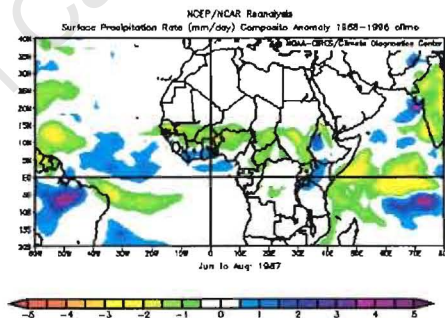 NCEP/NCAR Reanalysis
Surface Precipitation Rate (mm/day) Composite Anomaly 1968-1996 climo
NOAA-CIRES/Climate Diagnostics Center
40N
35N
30N
25N
20N
15N
10N
5N
EQ
5S
10S
15S
20S
60W 50W 40W 30W 20W 10W 0 10E 20E 30E 40E 50E 60E 70E 80E
Jun to Aug: 1987
-5 -4 -3 -2 -1 0 1 2 3 4 5